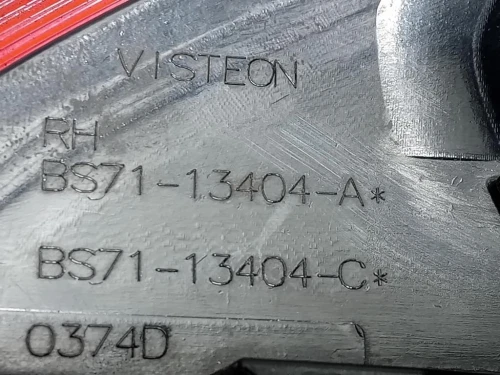 VISTEON
RH
BS71-13404-A*
BS71-13404-C*
0374D